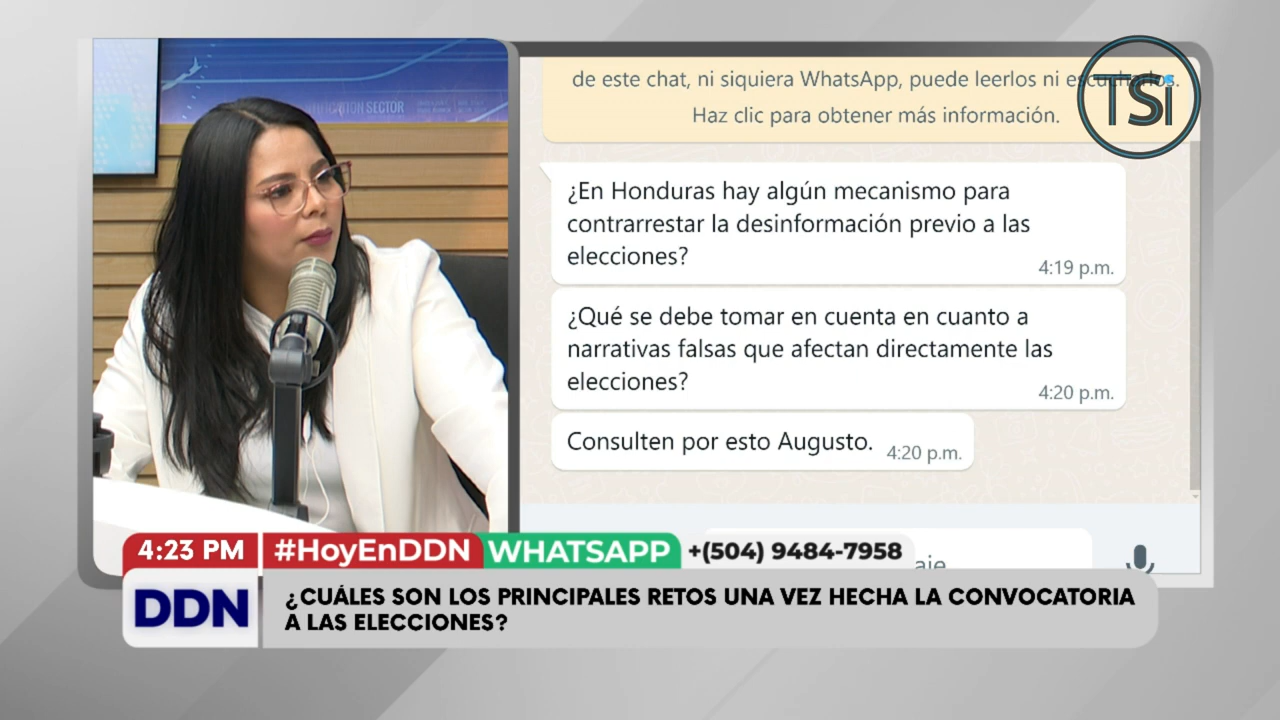 CATION SECTOR
de este chat, ni siquiera WhatsApp, puede leerlos ni escucharlos.
Haz clic para obtener más información.
TSi
¿En Honduras hay algún mecanismo para
contrarrestar la desinformación previo a las
elecciones?
4:19 p.m.
¿Qué se debe tomar en cuenta en cuanto a
narrativas falsas que afectan directamente las
elecciones?
4:20 p.m.
Consulten por esto Augusto. 4:20 p.m.
4:23 PM #HoyEnDDN WHATSAPP +(504) 9484-7958
DDN
¿CUÁLES SON LOS PRINCIPALES RETOS UNA VEZ HECHA LA CONVOCATORIA
A LAS ELECCIONES?